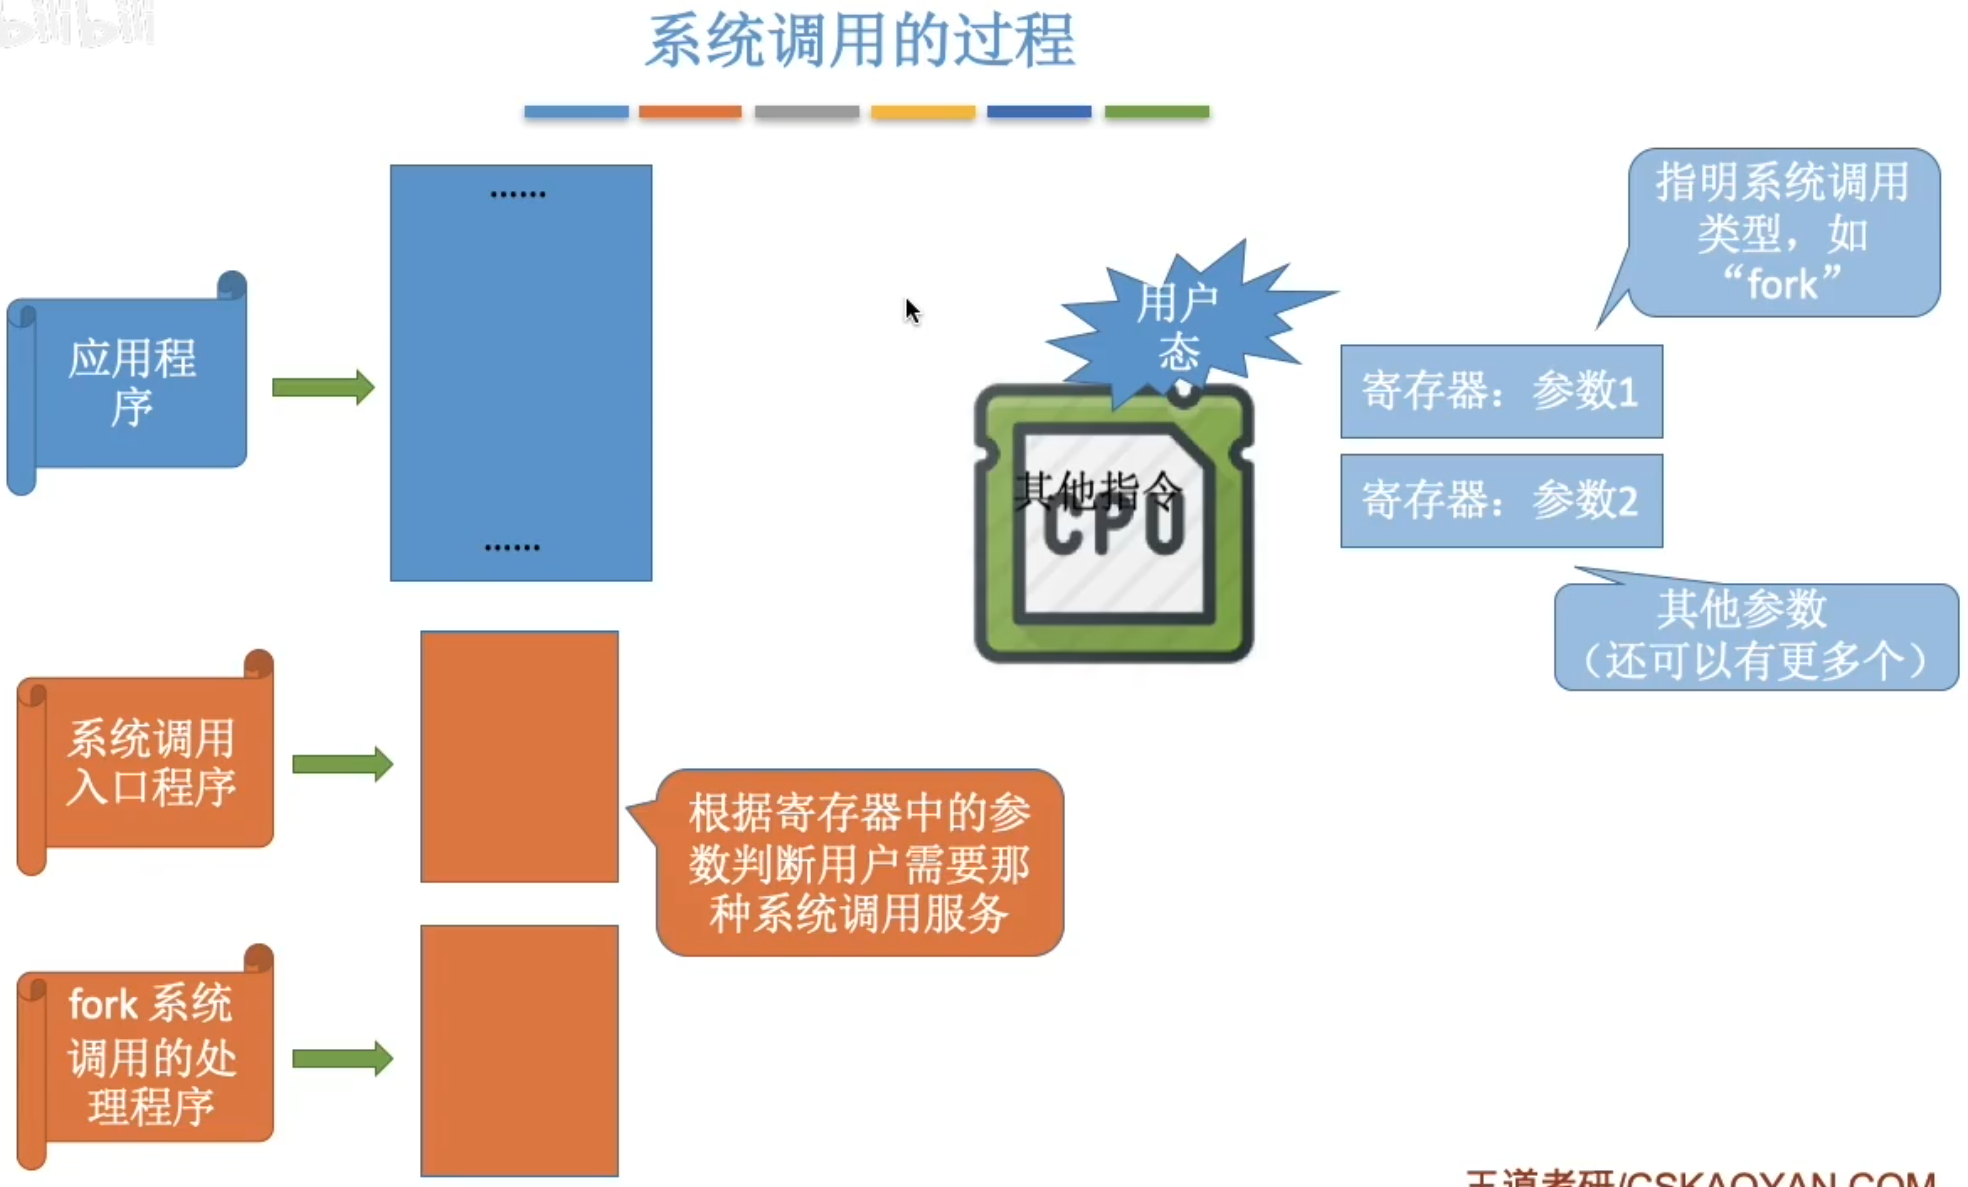 bilibili
系统调用的过程
......
指明系统调用
类型，如
“fork”
用户
态
应用程
序
寄存器：参数1
其他指令
CPU
寄存器：参数2
......
其他参数
（还可以有更多个）
系统调用
入口程序
根据寄存器中的参
数判断用户需要那
种系统调用服务
fork 系统
调用的处
理程序
王道考研/CSKAOYAN.COM